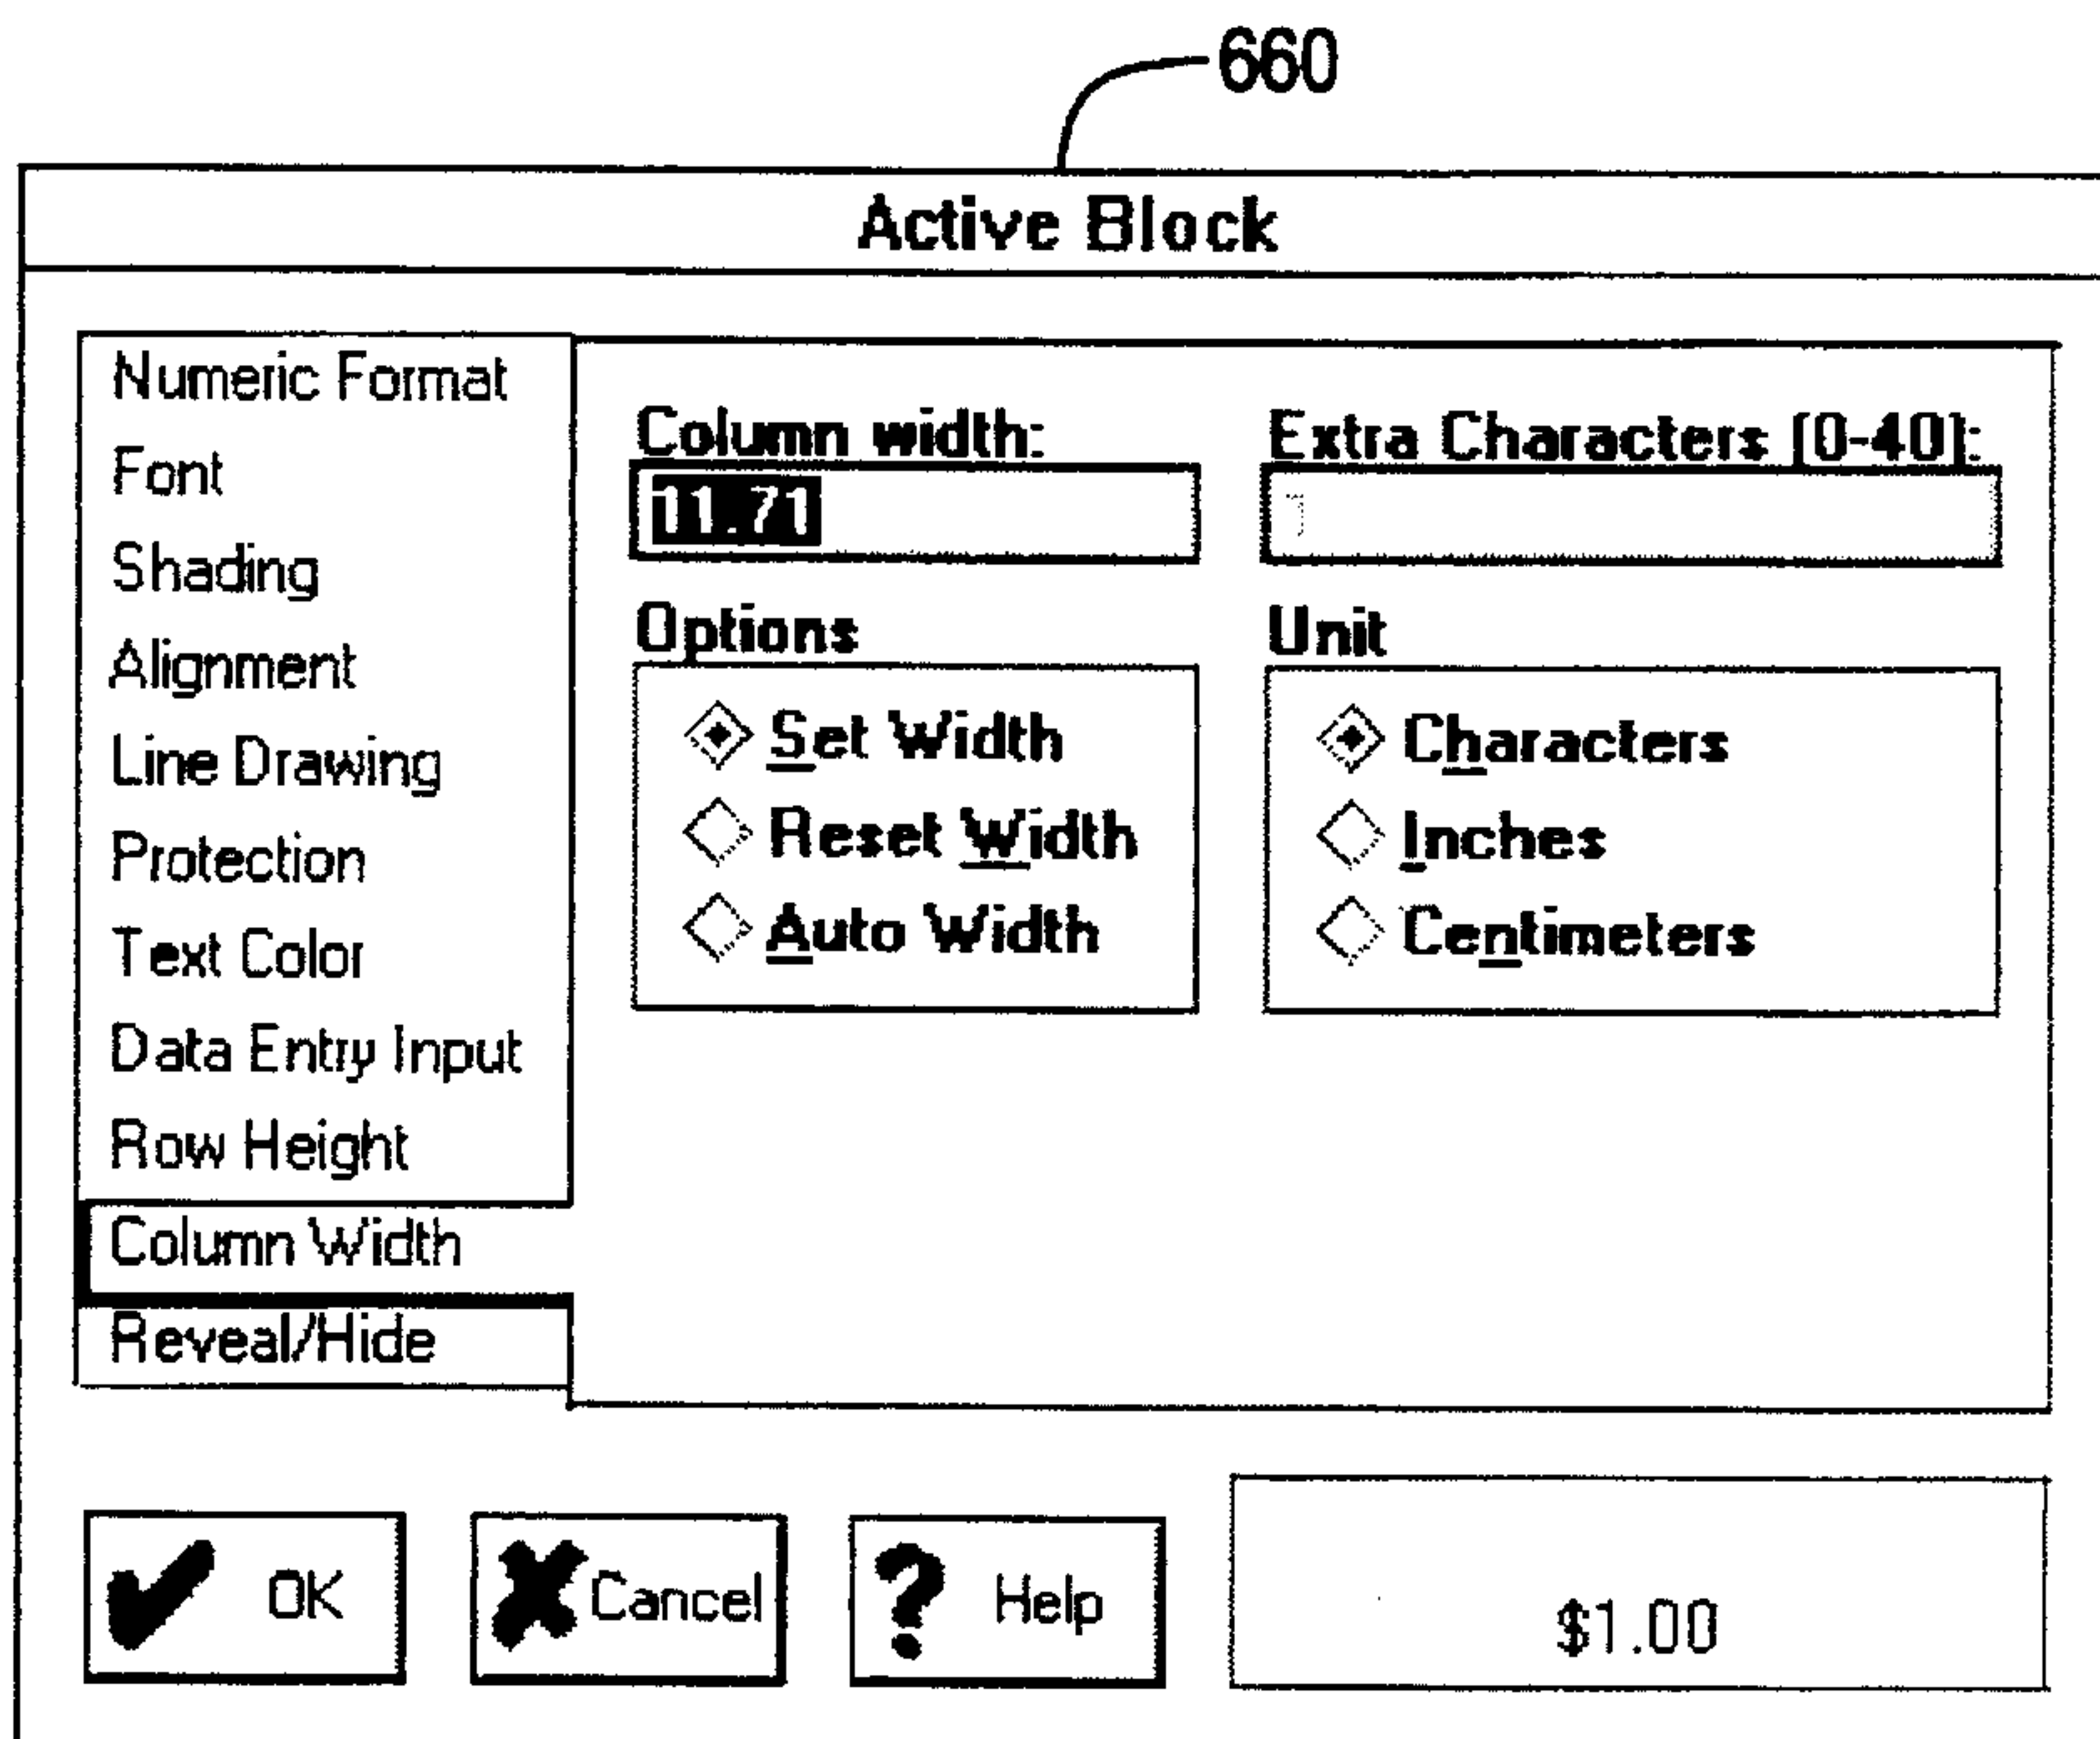 660
Active Block
Numeric Format
Font
Shading
Alignment
Line Drawing
Protection
Text Color
Data Entry Input
Row Height
Column Width
Reveal/Hide
Column width:
11.71
Extra Characters (0-40):
Options
Set Width
Reset Width
Auto Width
Unit
Characters
Inches
Centimeters
OK
Cancel
Help
$1.00